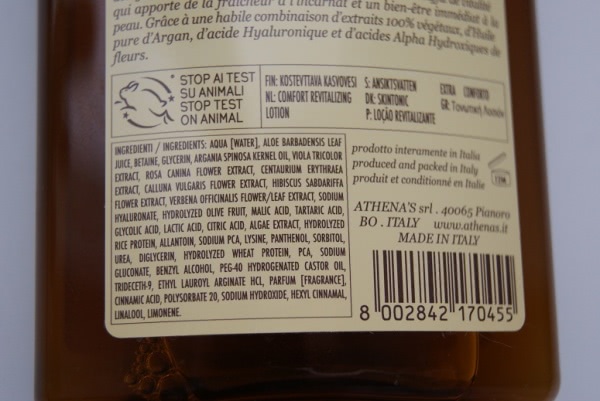 qui apporte de la fraîcheur à l'incarnat et un bien-être immédiat à la
peau. Grâce à une habile combinaison d'extraits 100% végétaux, d'Huile
pure d'Argan, d'acide Hyaluronique et d'acides Alpha Hydroxiques de
fleurs.
STOP AI TEST
SU ANIMALI
STOP TEST
ON ANIMAL
FIN: KOSTEVTTAVA KASVOVESI
NL: COMFORT REVITALIZING
LOTION
S: ANSIKTSVATTEN
DK: SKINTONIC
P: LOÇÃO REVITALIZANTE
EXTRA CONFORTO
GR: Τονωτική Λοσιόν
INGREDIENTI / INGREDIENTS: AQUA [WATER], ALOE BARBADENSIS LEAF
JUICE, BETAINE, GLYCERIN, ARGANIA SPINOSA KERNEL OIL, VIOLA TRICOLOR
EXTRACT, ROSA CANINA FLOWER EXTRACT, CENTAURIUM ERYTHRAEA
EXTRACT, CALLUNA VULGARIS FLOWER EXTRACT, HIBISCUS SABDARIFFA
FLOWER EXTRACT, VERBENA OFFICINALIS FLOWER/LEAF EXTRACT, SODIUM
HYALURONATE, HYDROLYZED OLIVE FRUIT, MALIC ACID, TARTARIC ACID,
GLYCOLIC ACID, LACTIC ACID, CITRIC ACID, ALGAE EXTRACT, HYDROLYZED
RICE PROTEIN, ALLANTOIN, SODIUM PCA, LYSINE, PANTHENOL, SORBITOL,
UREA, DIGLYCERIN, HYDROLYZED WHEAT PROTEIN, PCA, SODIUM
GLUCONATE, BENZYL ALCOHOL, PEG-40 HYDROGENATED CASTOR OIL,
TRIDECETH-9, ETHYL LAUROYL ARGINATE HCL, PARFUM [FRAGRANCE],
CINNAMIC ACID, POLYSORBATE 20, SODIUM HYDROXIDE, HEXYL CINNAMAL,
LINALOOL, LIMONENE.
prodotto interamente in Italia
produced and packed in Italy
produit et conditionné en Italie
12M
ATHENA'S srl . 40065 Pianoro
BO . ITALY www.athenas.it
MADE IN ITALY
8 002842 170455